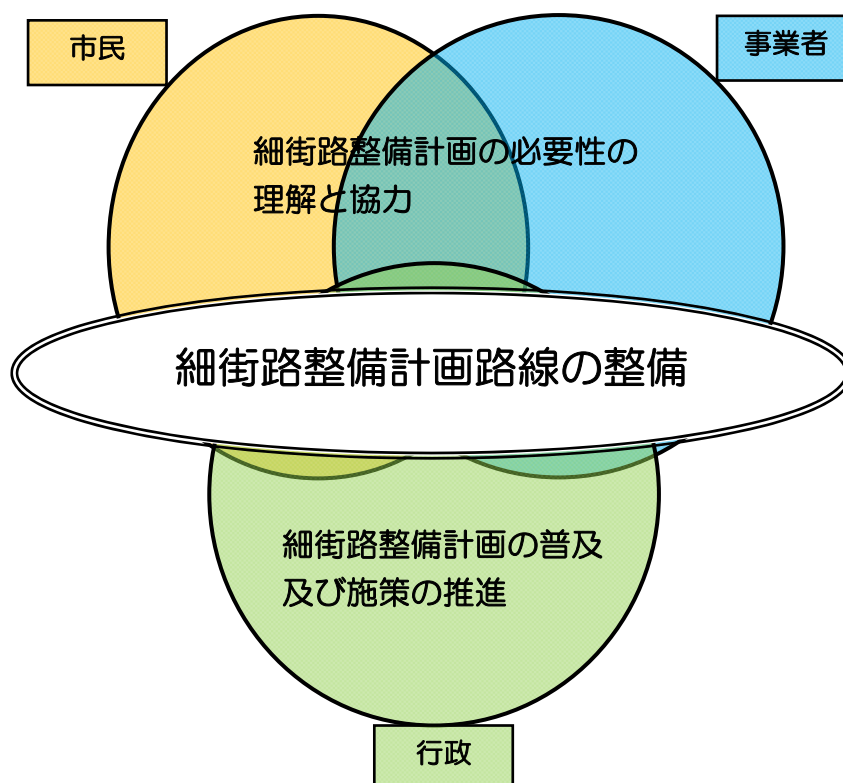 市民
事業者
細街路整備計画の必要性の
理解と協力
細街路整備計画路線の整備
細街路整備計画の普及
及び施策の推進
行政